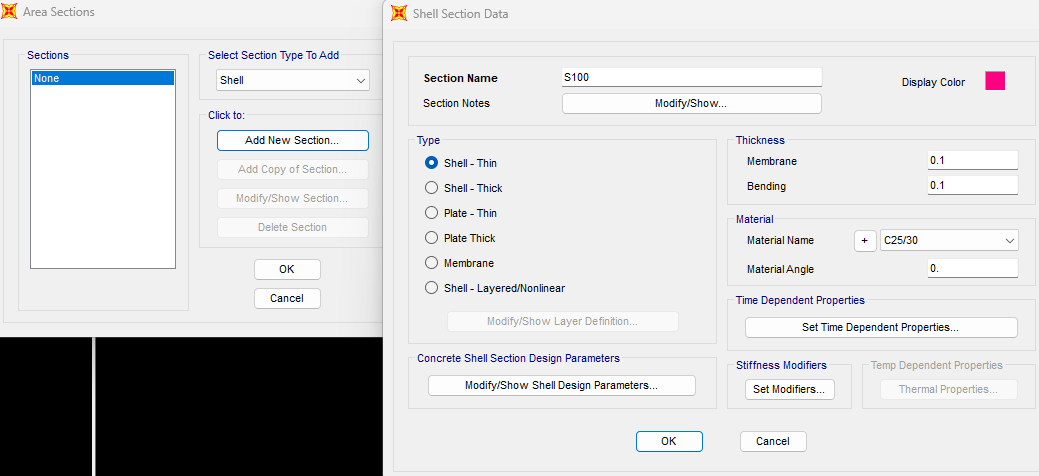 Area Sections
Sections
None
Select Section Type To Add
Shell
Click to:
Add New Section...
Add Copy of Section...
Modify/Show Section...
Delete Section
OK
Cancel
Shell Section Data
Section Name
S100
Section Notes
Modify/Show...
Display Color
Type
Shell - Thin
Shell - Thick
Plate - Thin
Plate Thick
Membrane
Shell - Layered/Nonlinear
Modify/Show Layer Definition...
Concrete Shell Section Design Parameters
Modify/Show Shell Design Parameters...
Thickness
Membrane
0.1
Bending
0.1
Material
Material Name
+
C25/30
Material Angle
0.
Time Dependent Properties
Set Time Dependent Properties...
Stiffness Modifiers
Set Modifiers...
Temp Dependent Properties
Thermal Properties...
OK
Cancel